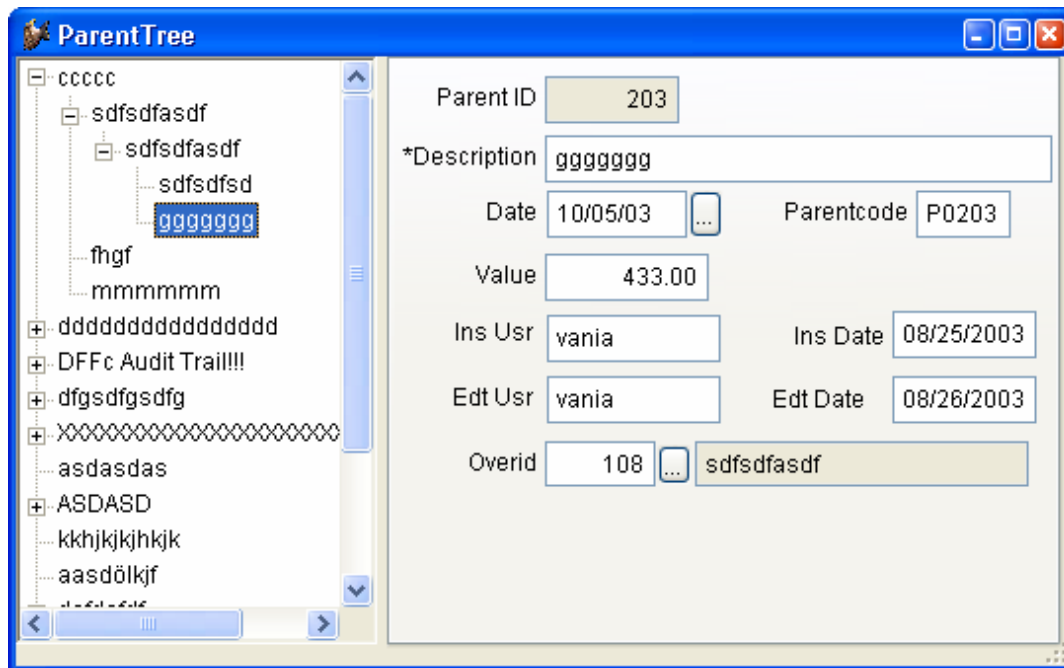 ParentTree
ccccc
sdfsdfasdf
sdfsdfasdf
sdfsdfsd
ggggggg
fhgf
mmmmmm
ddddddddddddddddd
DFFc Audit Trail!!!
dfgsdfgsdfg
asdasdas
ASDASD
kkhjkjkjhkjk
aasdölkjf
Parent ID 203
*Description ggggggg
Date 10/05/03 ... Parentcode P0203
Value 433.00
Ins Usr vania Ins Date 08/25/2003
Edt Usr vania Edt Date 08/26/2003
Overid 108 ... sdfsdfasdf